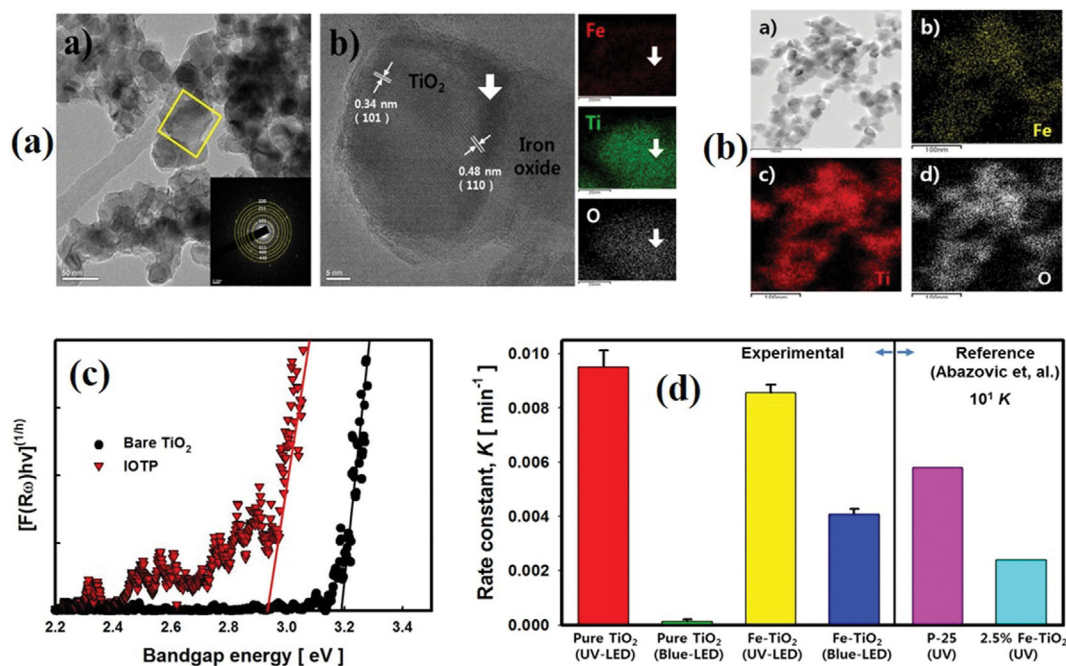 (a)
a)
50 nm
b)
TiO2
0.34 nm
(101)
0.48 nm
(110)
Iron
oxide
5 nm
Fe
Ti
O
(b)
a)
b)
Fe
100nm
c)
Ti
100nm
d)
O
100nm
(c)
[F(Rω)hν](1/h)
Bare TiO2
IOTP
2.2 2.4 2.6 2.8 3.0 3.2 3.4
Bandgap energy [ eV ]
(d)
Rate constant, K [ min-1 ]
0.010
0.008
0.006
0.004
0.002
0.000
Experimental
Reference
(Abazovic et, al.)
10¹ K
Pure TiO2 Pure TiO2 Fe-TiO2 Fe-TiO2 P-25 2.5% Fe-TiO2
(UV-LED) (Blue-LED) (UV-LED) (Blue-LED) (UV) (UV)